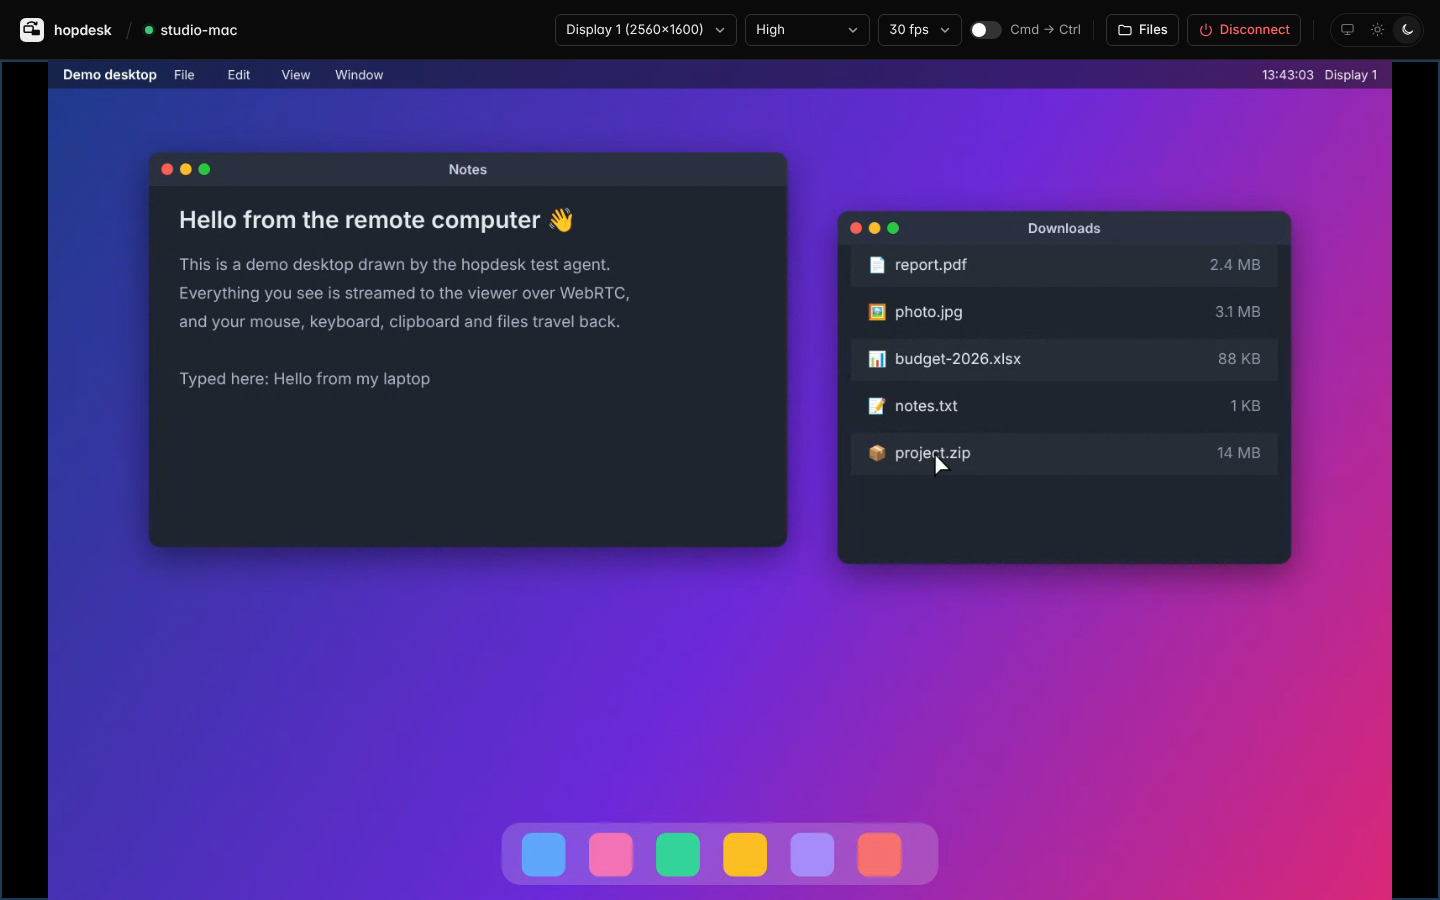 hopdesk / studio-mac
Display 1 (2560×1600)
High
30 fps
Cmd → Ctrl
Files
Disconnect
Demo desktop File Edit View Window
13:43:03 Display 1
Notes
Hello from the remote computer 👋
This is a demo desktop drawn by the hopdesk test agent.
Everything you see is streamed to the viewer over WebRTC,
and your mouse, keyboard, clipboard and files travel back.
Typed here: Hello from my laptop
Downloads
report.pdf 2.4 MB
photo.jpg 3.1 MB
budget-2026.xlsx 88 KB
notes.txt 1 KB
project.zip 14 MB